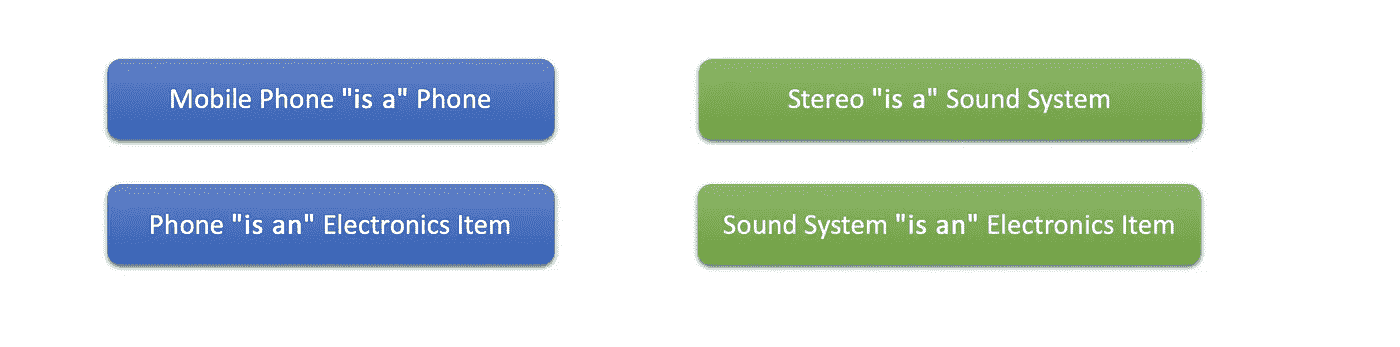 Mobile Phone "is a" Phone
Stereo "is a" Sound System
Phone "is an" Electronics Item
Sound System "is an" Electronics Item